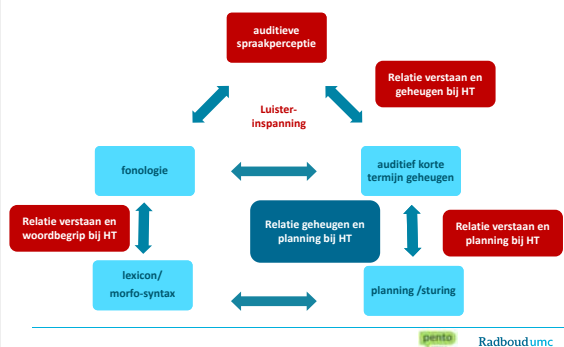 auditieve
spraakperceptie
Relatie verstaan en
geheugen bij HT
Luister-
inspanning
fonologie
auditief korte
termijn geheugen
Relatie verstaan en
woordbegrip bij HT
Relatie geheugen en
planning bij HT
Relatie verstaan en
planning bij HT
lexicon/
morfo-syntax
planning /sturing
pento
Radboudumc